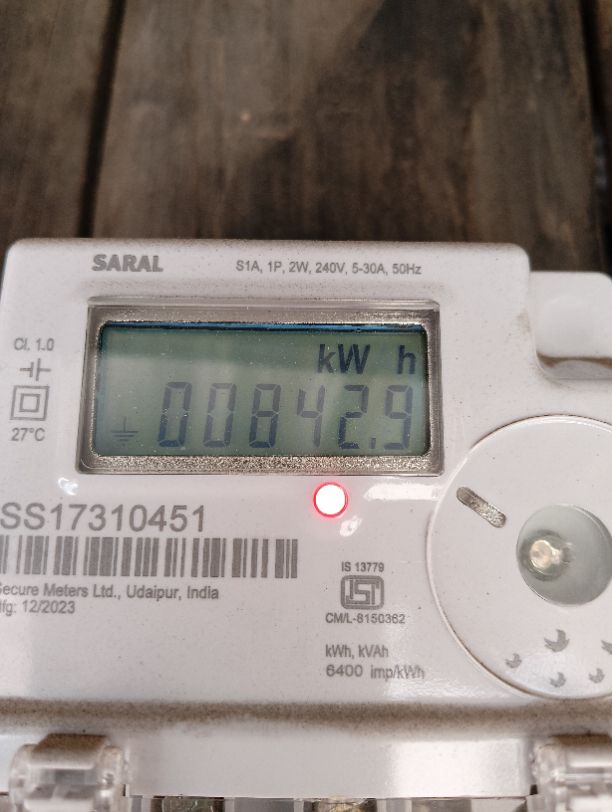 SARAL
S1A, 1P, 2W, 240V, 5-30A, 50Hz
Cl. 1.0
27°C
kW h
00842.9
SS17310451
Secure Meters Ltd., Udaipur, India
Mfg: 12/2023
IS 13779
ISI
CM/L-8150362
kWh, kVAh
6400 imp/kWh